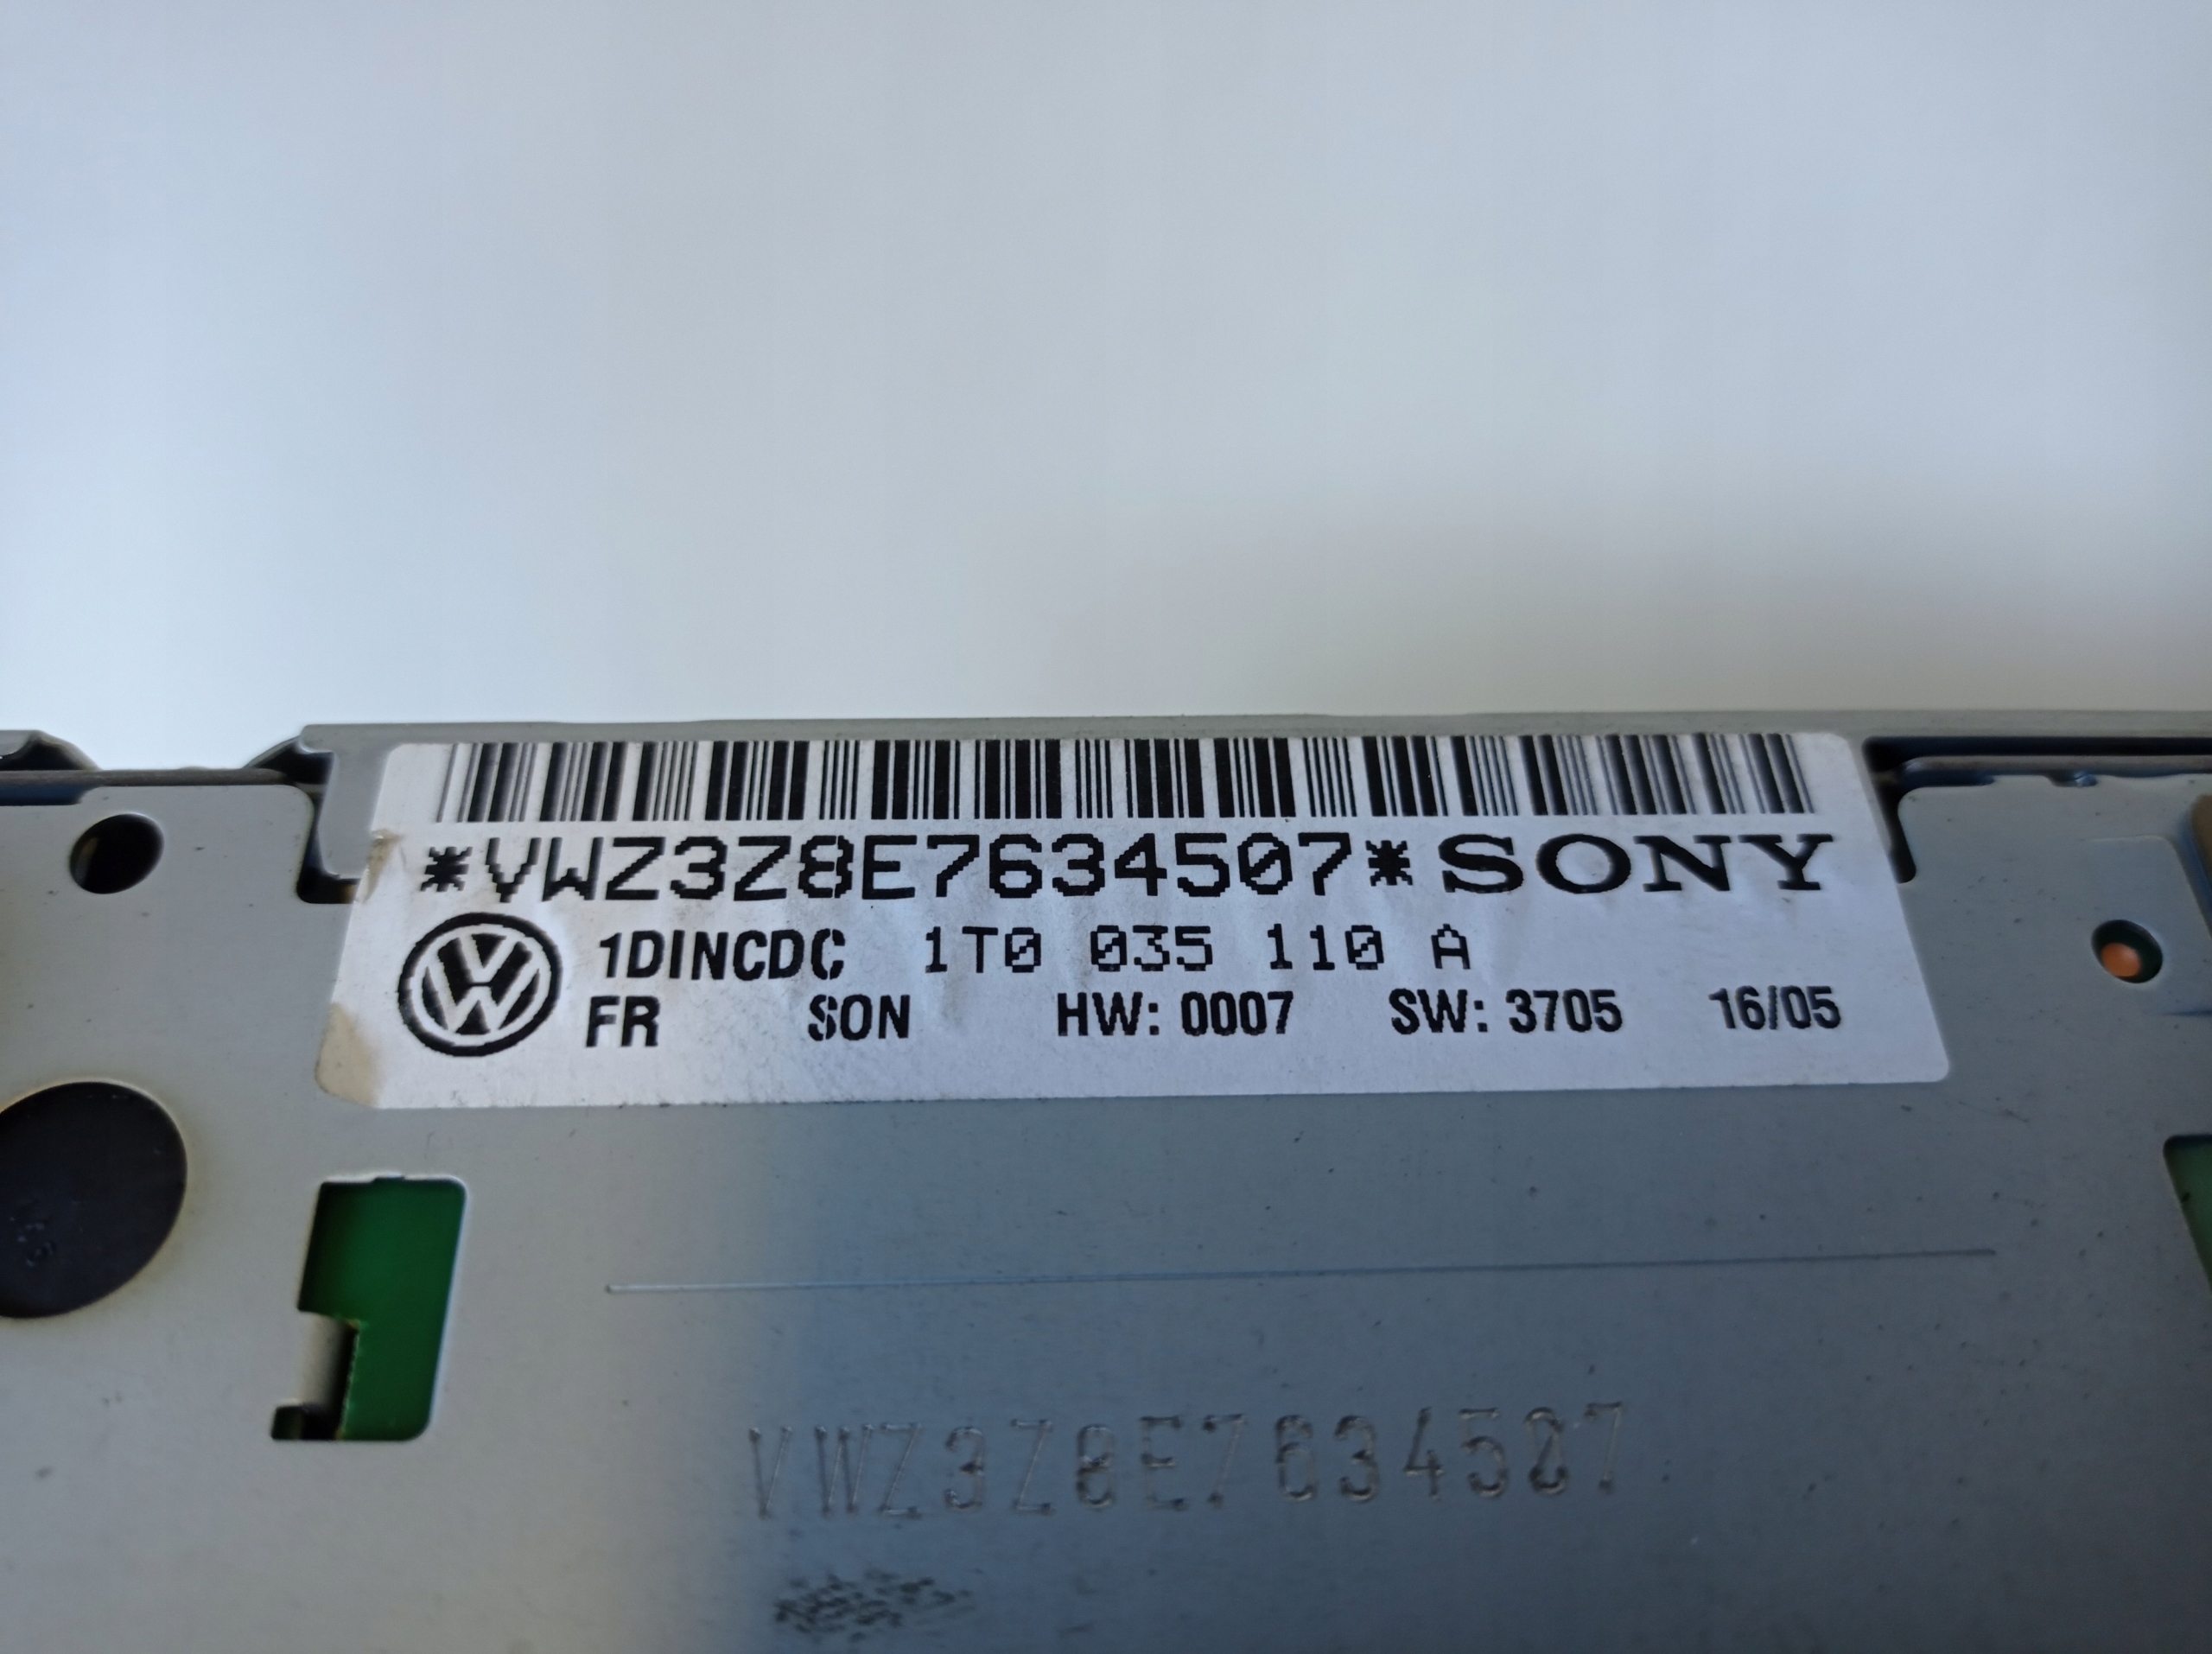 *VWZ3Z8E7634507* SONY
1DINCDC 1T0 035 110 A
FR SON HW: 0007 SW: 3705 16/05
VWZ3Z8E7634507